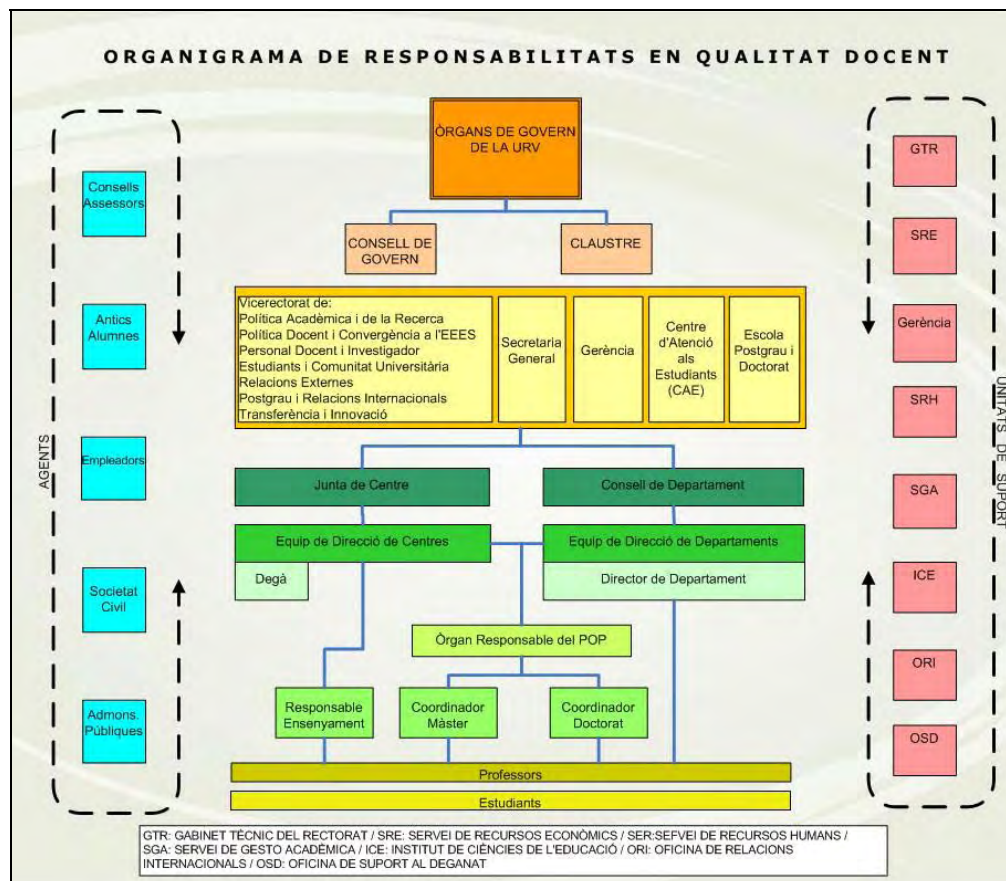 ORGANIGRAMA DE RESPONSABILITATS EN QUALITAT DOCENT
ÒRGANS DE GOVERN
DE LA URV
CONSELL DE
GOVERN
CLAUSTRE
Vicerectorat de:
Política Acadèmica i de la Recerca
Política Docent i Convergència a l'EEES
Personal Docent i Investigador
Estudiants i Comunitat Universitària
Relacions Externes
Postgrau i Relacions Internacionals
Transferència i Innovació
Secretaria
General
Gerència
Centre
d'Atenció
als
Estudiants
(CAE)
Escola
Postgrau i
Doctorat
Junta de Centre
Consell de Departament
Equip de Direcció de Centres
Equip de Direcció de Departaments
Degà
Director de Departament
Òrgan Responsable del POP
Responsable
Ensenyament
Coordinador
Màster
Coordinador
Doctorat
Professors
Estudiants
AGENTS
Consells
Assessors
Antics
Alumnes
Empleadors
Societat
Civil
Admons.
Públiques
UNITATS DE SUPORT
GTR
SRE
Gerència
SRH
SGA
ICE
ORI
OSD
GTR: GABINET TÈCNIC DEL RECTORAT / SRE: SERVEI DE RECURSOS ECONÒMICS / SER:SEFVEI DE RECURSOS HUMANS /
SGA: SERVEI DE GESTO ACADÈMICA / ICE: INSTITUT DE CIÈNCIES DE L'EDUCACIÓ / ORI: OFICINA DE RELACIONS
INTERNACIONALS / OSD: OFICINA DE SUPORT AL DEGANAT